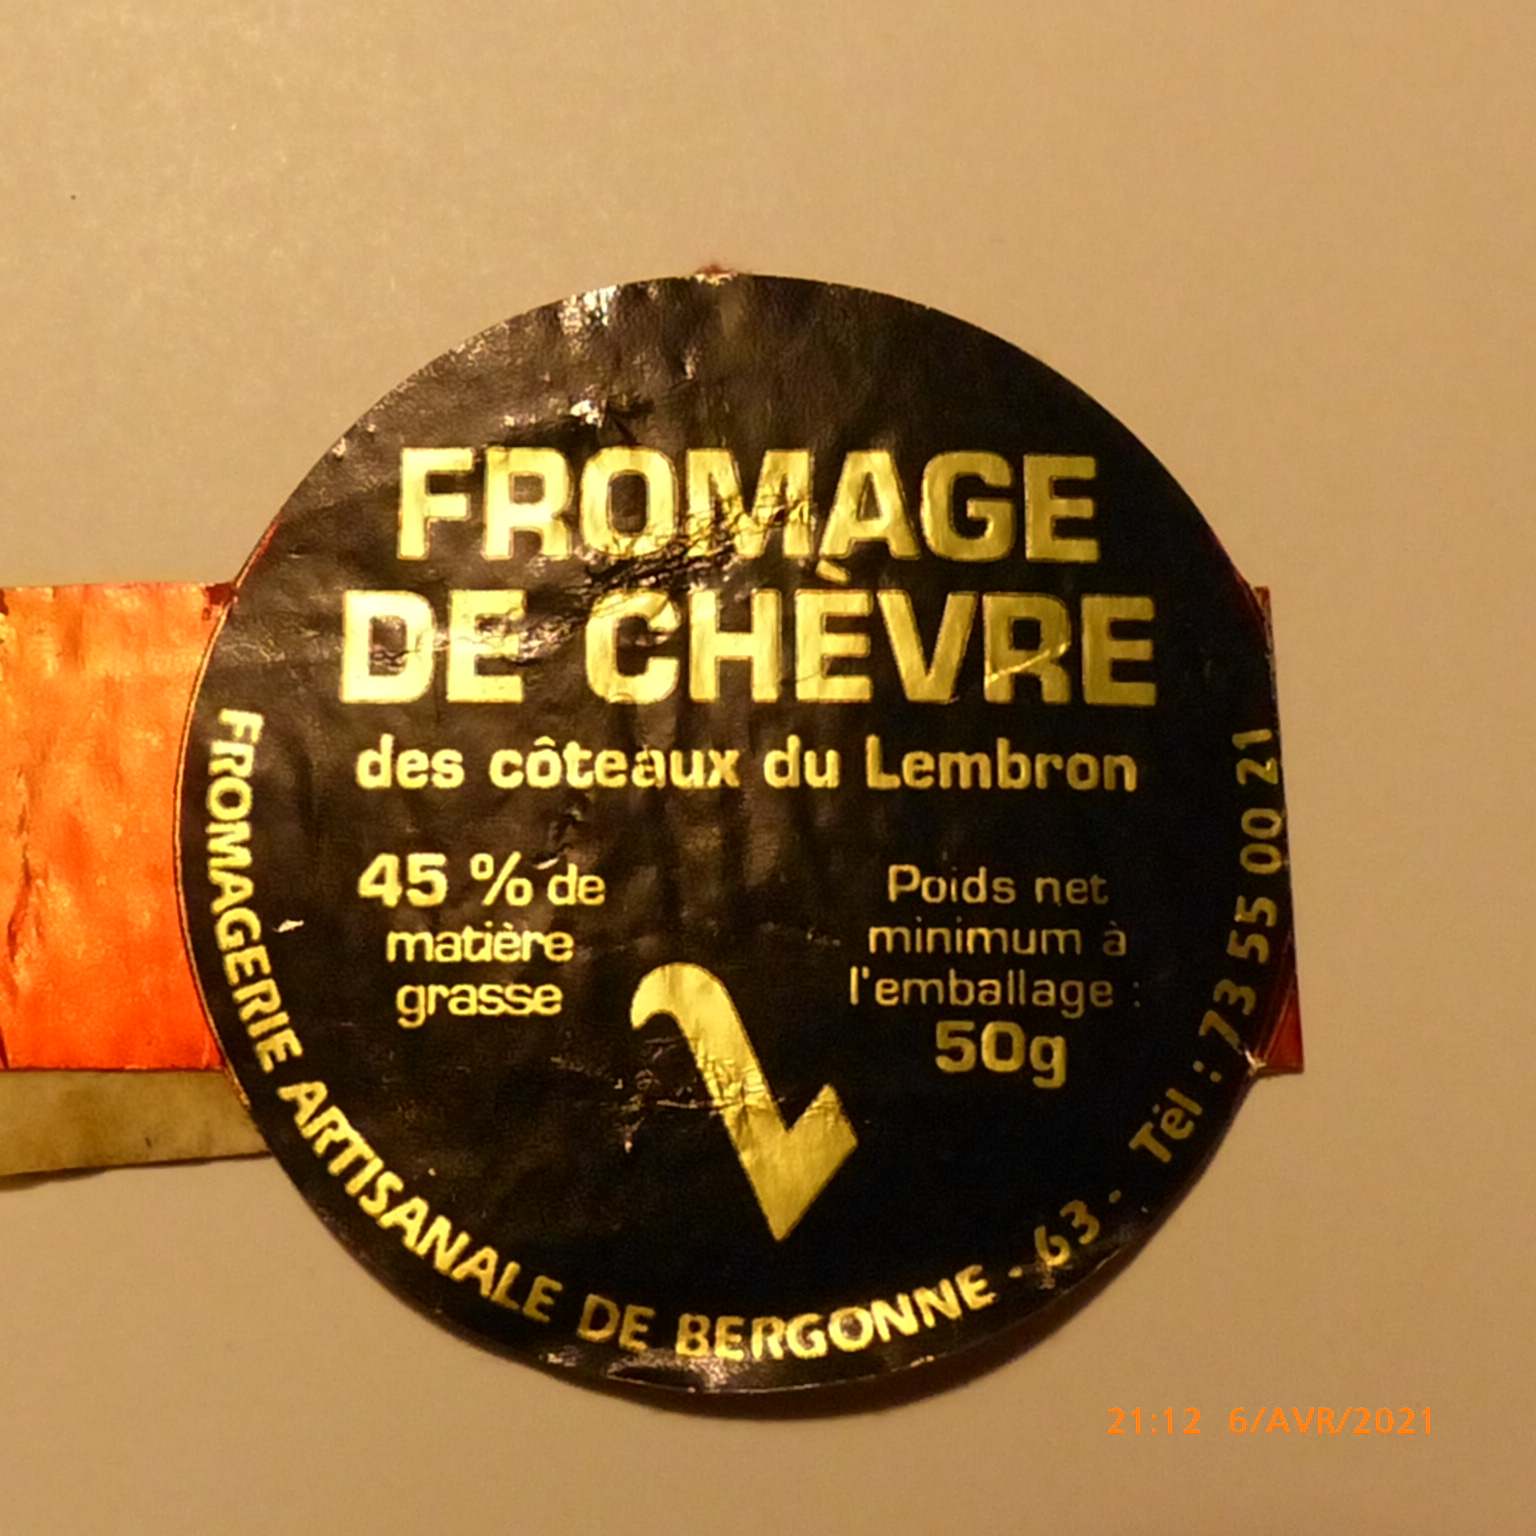 FROMAGE
DE CHÈVRE
des côteaux du Lembron
45 % de
matière
grasse
Poids net
minimum à
l'emballage :
50g
FROMAGERIE ARTISANALE DE BERGONNE - 63 - Tél : 73 55 00 21
21:12 6/AVR/2021